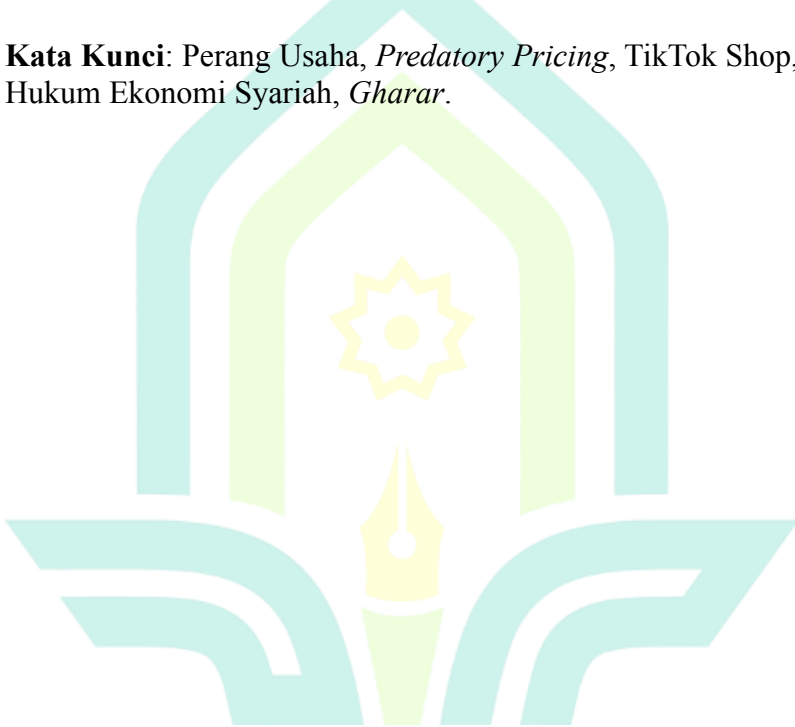 Kata Kunci: Perang Usaha, Predatory Pricing, TikTok Shop,
Hukum Ekonomi Syariah, Gharar.